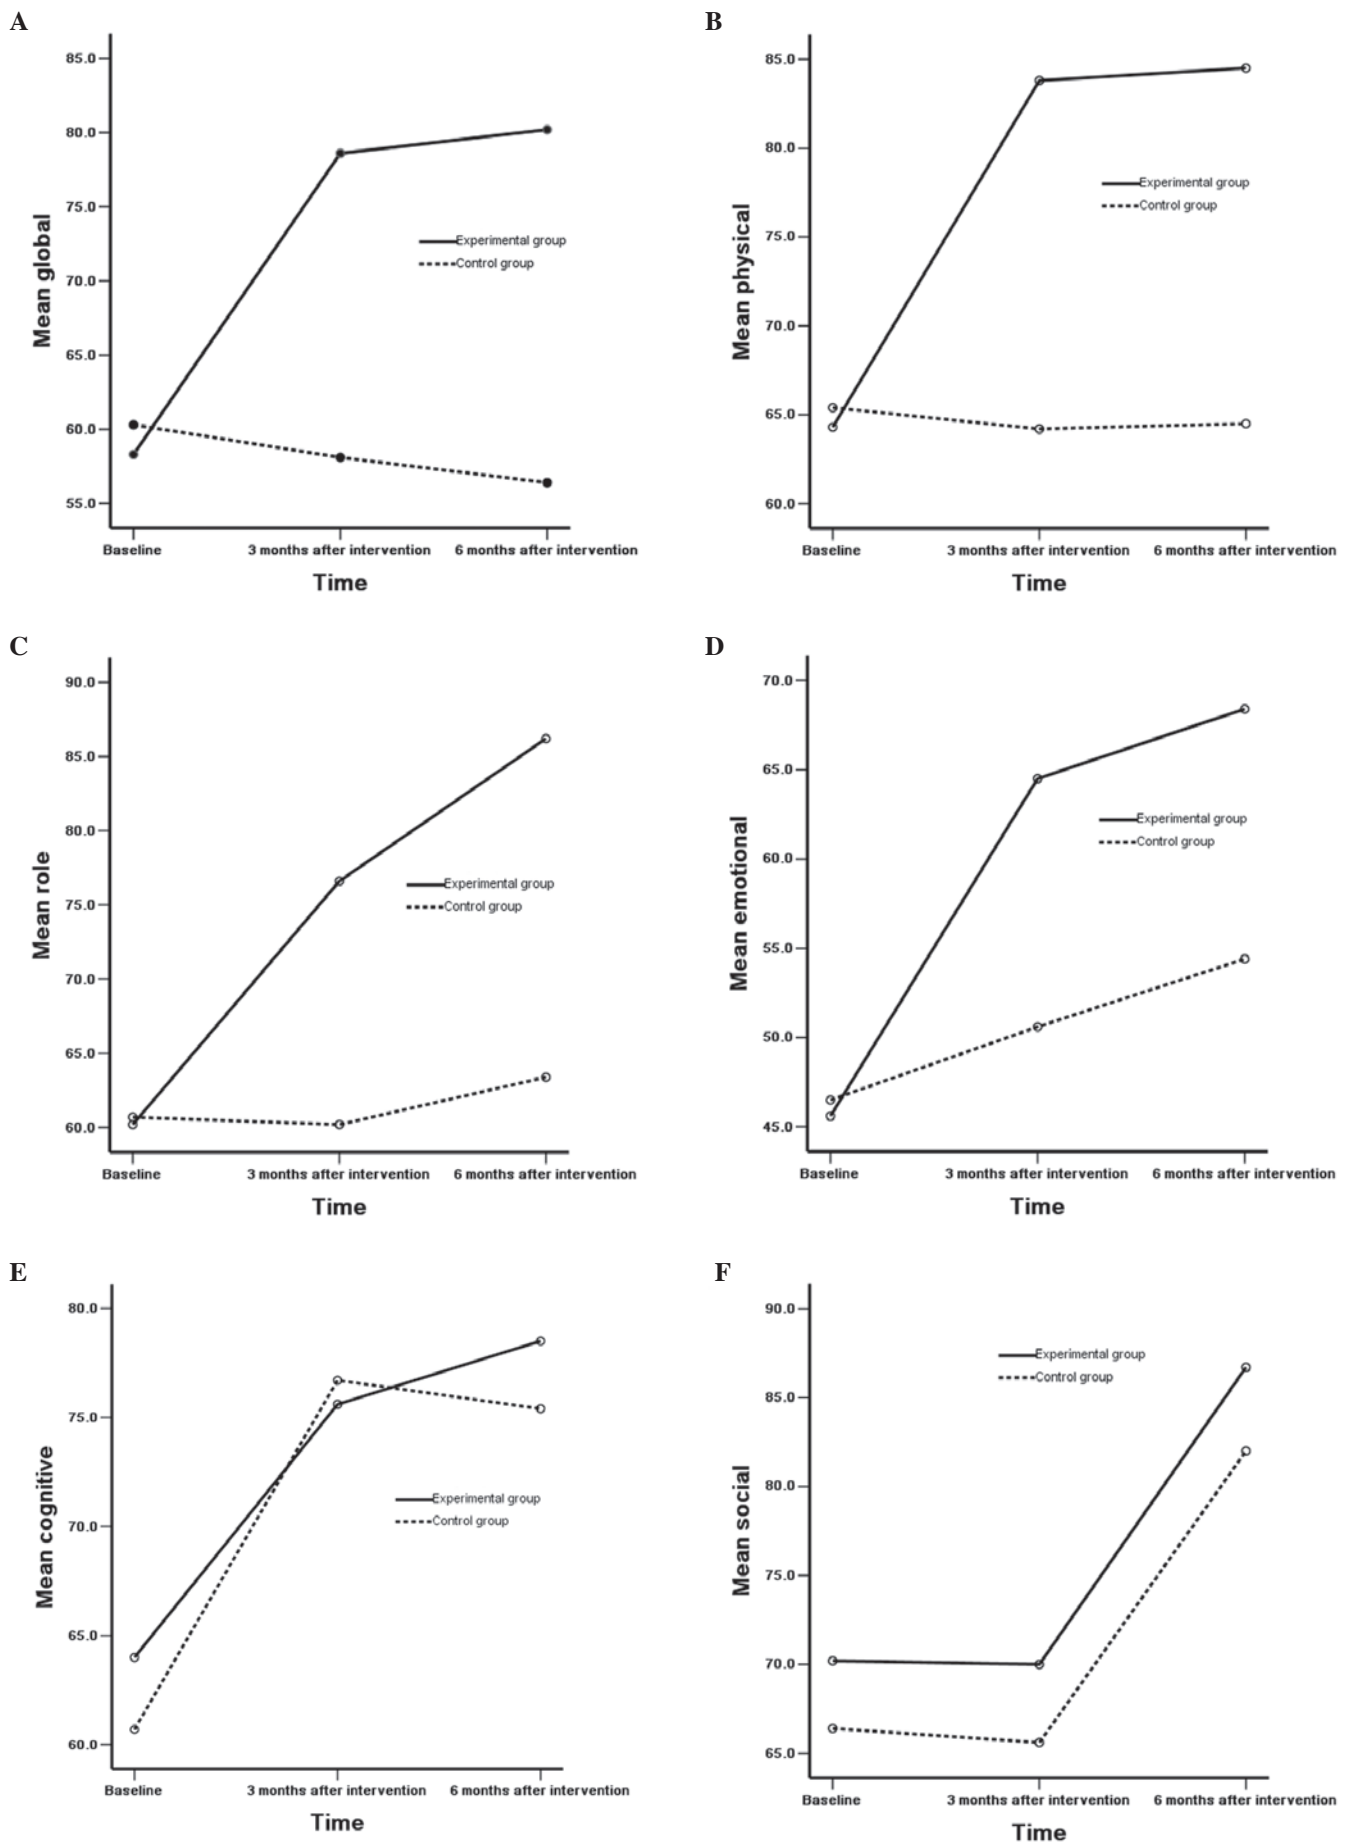 A
Mean global
85.0
80.0
75.0
70.0
65.0
60.0
55.0
Experimental group
Control group
Baseline 3 months after intervention 6 months after intervention
Time
B
Mean physical
85.0
80.0
75.0
70.0
65.0
60.0
Experimental group
Control group
Baseline 3 months after intervention 6 months after intervention
Time
C
Mean role
90.0
85.0
80.0
75.0
70.0
65.0
60.0
Experimental group
Control group
Baseline 3 months after intervention 6 months after intervention
Time
D
Mean emotional
70.0
65.0
60.0
55.0
50.0
45.0
Experimental group
Control group
Baseline 3 months after intervention 6 months after intervention
Time
E
Mean cognitive
80.0
75.0
70.0
65.0
60.0
Experimental group
Control group
Baseline 3 months after intervention 6 months after intervention
Time
F
Mean social
90.0
85.0
80.0
75.0
70.0
65.0
Experimental group
Control group
Baseline 3 months after intervention 6 months after intervention
Time